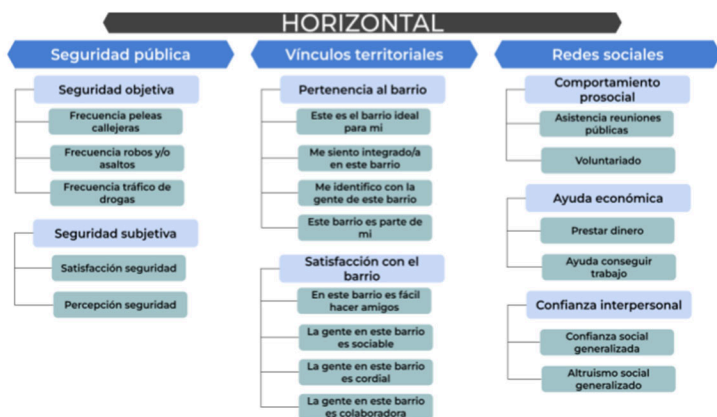 HORIZONTAL
Seguridad pública
Seguridad objetiva
Frecuencia peleas
callejeras
Frecuencia robos y/o
asaltos
Frecuencia tráfico de
drogas
Seguridad subjetiva
Satisfacción seguridad
Percepción seguridad
Vínculos territoriales
Pertenencia al barrio
Este es el barrio ideal
para mi
Me siento integrado/a
en este barrio
Me identifico con la
gente de este barrio
Este barrio es parte de
mi
Satisfacción con el
barrio
En este barrio es fácil
hacer amigos
La gente en este barrio
es sociable
La gente en este barrio
es cordial
La gente en este barrio
es colaboradora
Redes sociales
Comportamiento
prosocial
Asistencia reuniones
públicas
Voluntariado
Ayuda económica
Prestar dinero
Ayuda conseguir
trabajo
Confianza interpersonal
Confianza social
generalizada
Altruismo social
generalizado